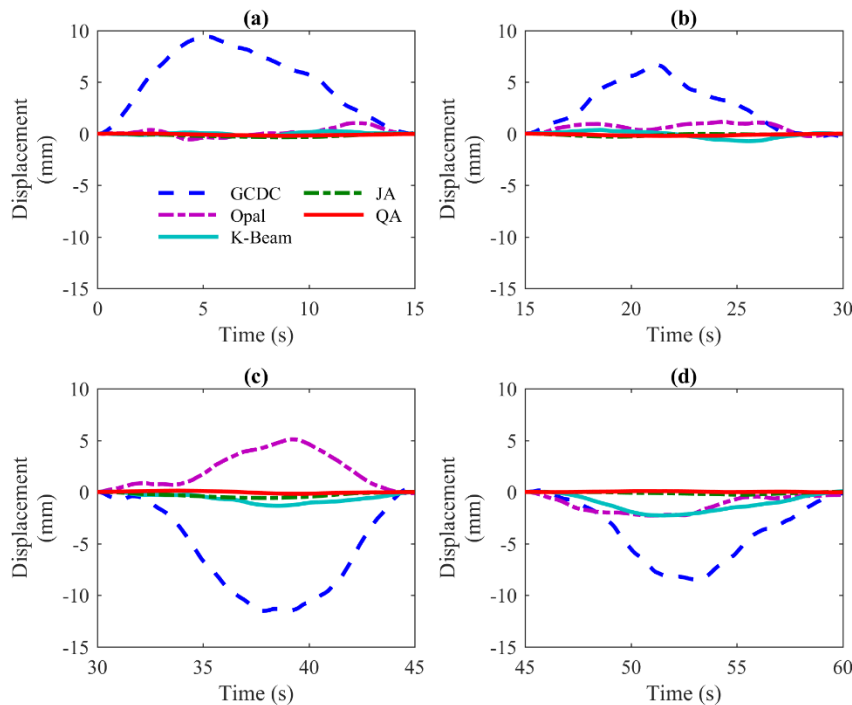 (a)
10
5
0
-5
-10
-15
Displacement
(mm)
GCDC
Opal
K-Beam
JA
QA
0
5
10
15
Time (s)
(b)
10
5
0
-5
-10
-15
Displacement
(mm)
15
20
25
30
Time (s)
(c)
10
5
0
-5
-10
-15
Displacement
(mm)
30
35
40
45
Time (s)
(d)
10
5
0
-5
-10
-15
Displacement
(mm)
45
50
55
60
Time (s)